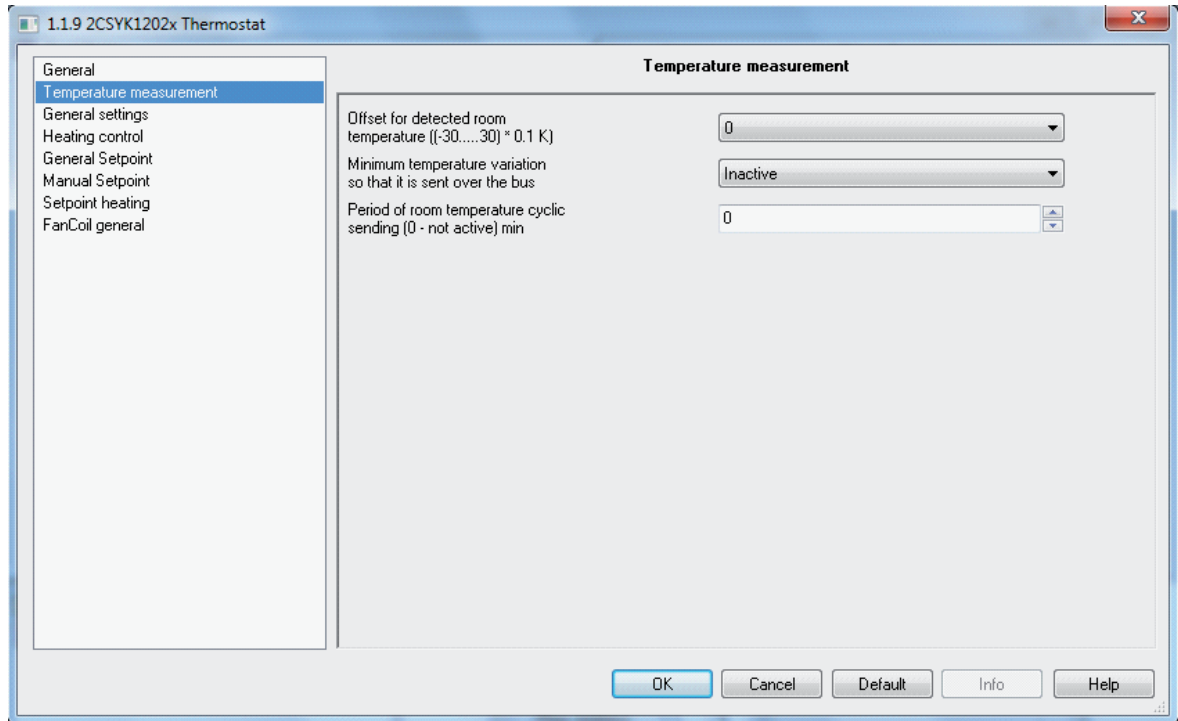 1.1.9 2CSYK1202x Thermostat
General
Temperature measurement
General settings
Heating control
General Setpoint
Manual Setpoint
Setpoint heating
FanCoil general
Temperature measurement
Offset for detected room
temperature ((-30.....30) * 0.1 K)
0
Minimum temperature variation
so that it is sent over the bus
Inactive
Period of room temperature cyclic
sending (0 - not active) min
0
OK
Cancel
Default
Info
Help